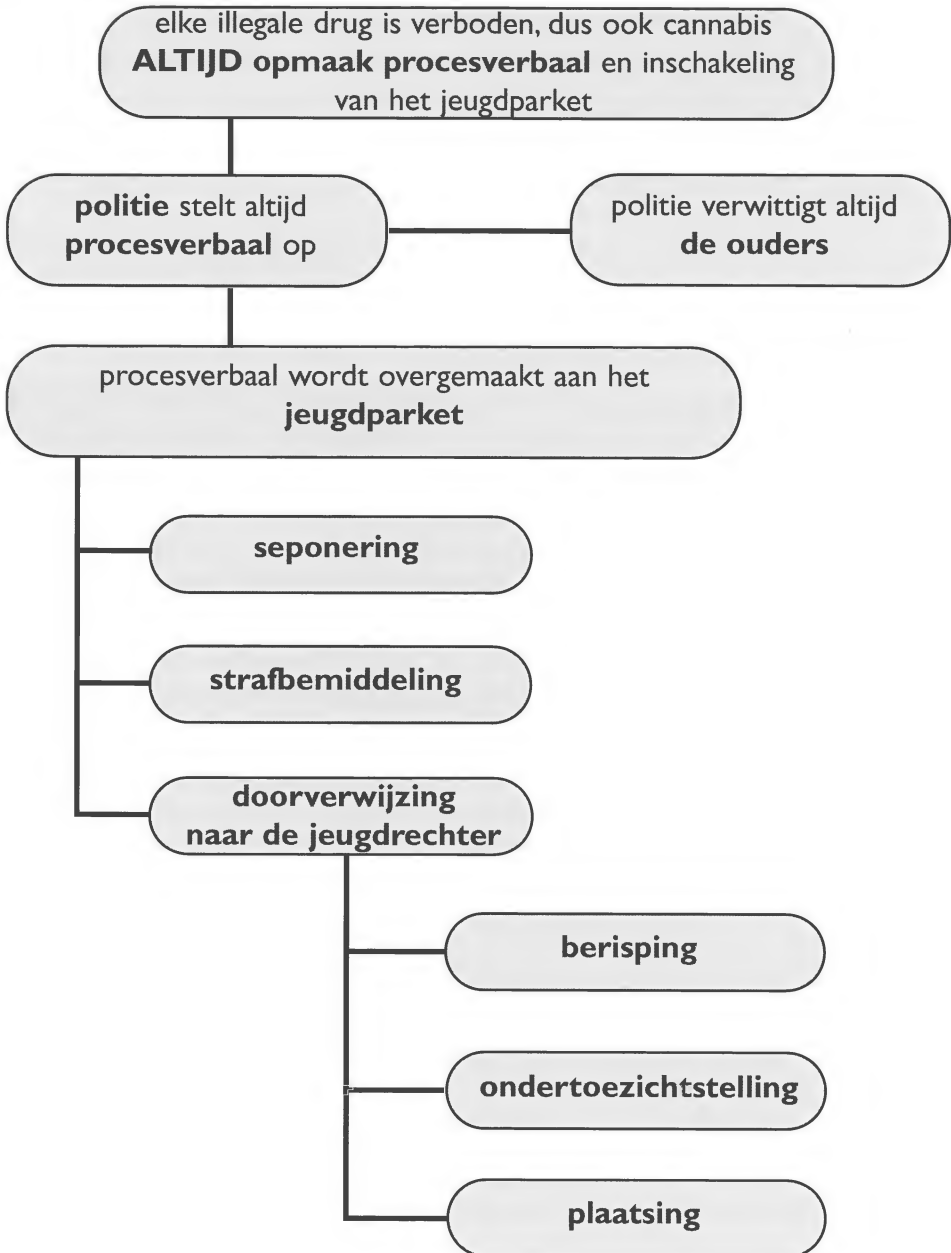 elke illegale drug is verboden, dus ook cannabis
ALTIJD opmaak procesverbaal en inschakeling
van het jeugdparket
politie stelt altijd
procesverbaal op
politie verwittigt altijd
de ouders
procesverbaal wordt overgemaakt aan het
jeugdparket
seponering
strafbemiddeling
doorverwijzing
naar de jeugdrechter
berisping
ondertoezichtstelling
plaatsing